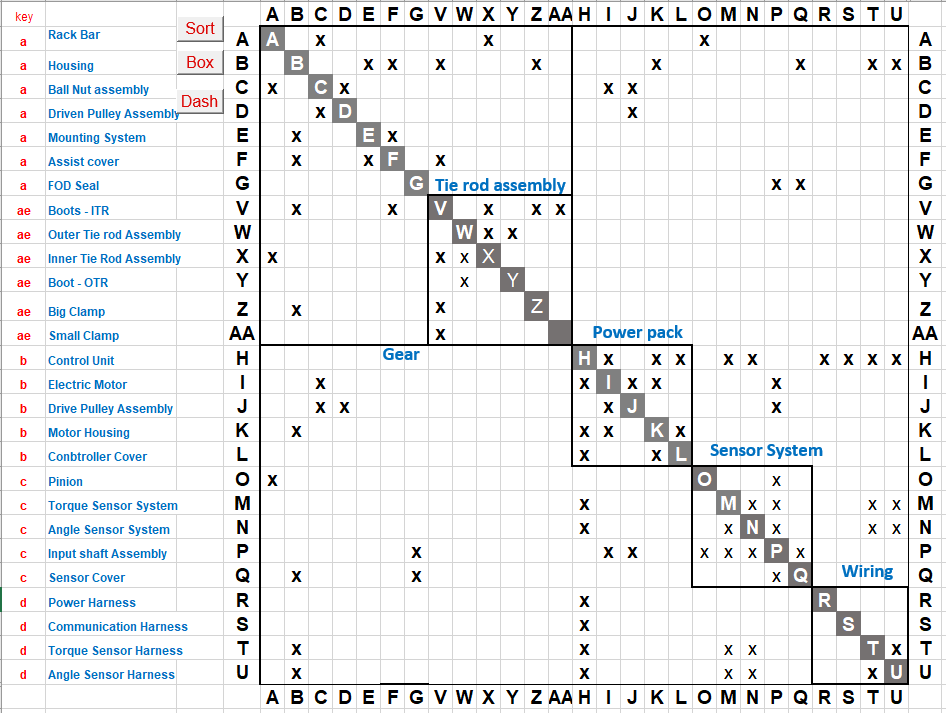 key A B C D E F G V W X Y Z AA H I J K L O M N P Q R S T U
Sort
a Rack Bar A A x x x A
a Housing Box B B x x x x x x x x B
a Ball Nut assembly C x C x x x C
a Driven Pulley Assembly Dash D x D x D
a Mounting System E x E x E
a Assist cover F x x F x F
a FOD Seal G G Tie rod assembly x x G
ae Boots - ITR V x x V x x x V
ae Outer Tie rod Assembly W W x x W
ae Inner Tie Rod Assembly X x x x X X
ae Boot - OTR Y x Y Y
ae Big Clamp Z x x Z Z
ae Small Clamp AA x Power pack AA
Gear
b Control Unit H H x x x x x x x x x H
b Electric Motor I x x I x x x I
b Drive Pulley Assembly J x x x J x J
b Motor Housing K x x x K x K
b Conbtroller Cover L x x L Sensor System L
c Pinion O x O x O
c Torque Sensor System M x M x x x x M
c Angle Sensor System N x x N x x x N
c Input shaft Assembly P x x x x x x P x P
c Sensor Cover Q x x x Q Wiring Q
d Power Harness R x R R
d Communication Harness S x S S
d Torque Sensor Harness T x x x x T x T
d Angle Sensor Harness U x x x x x U U
A B C D E F G V W X Y Z AA H I J K L O M N P Q R S T U